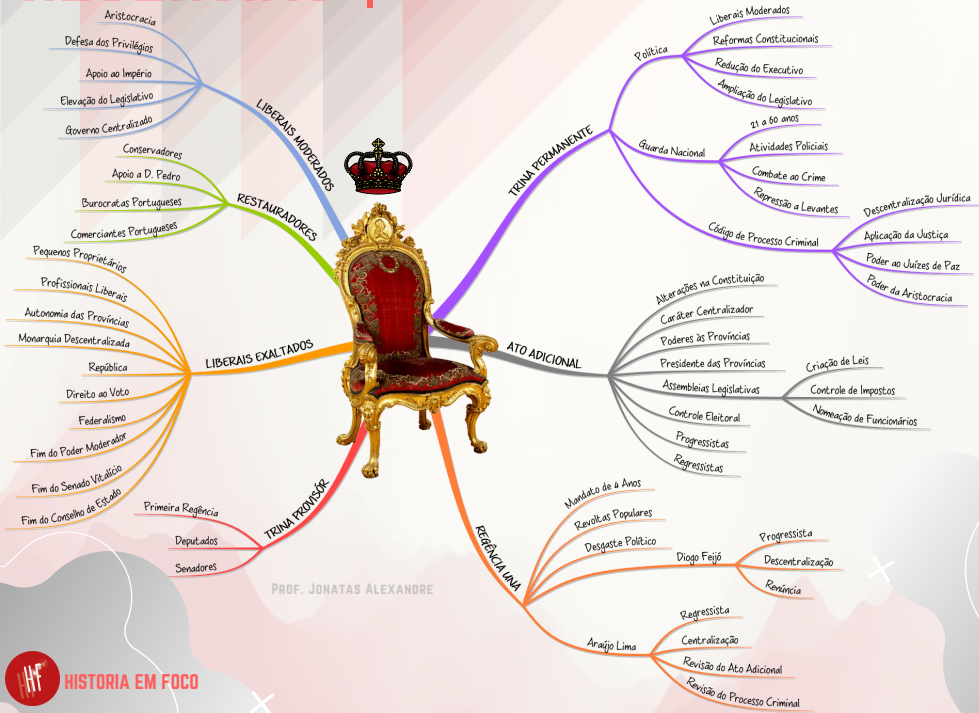 LIBERAIS MODERADOS
Aristocracia
Defesa dos Privilégios
Apoio ao Império
Elevação do Legislativo
Governo Centralizado
RESTAURADORES
Conservadores
Apoio a D. Pedro
Burocratas Portugueses
Comerciantes Portugueses
LIBERAIS EXALTADOS
Pequenos Proprietários
Profissionais Liberais
Autonomia das Províncias
Monarquia Descentralizada
República
Direito ao Voto
Federalismo
Fim do Poder Moderador
Fim do Senado Vitalício
Fim do Conselho de Estado
TRINA PROVISÓR
Primeira Regência
Deputados
Senadores
TRINA PERMANENTE
Política
Liberais Moderados
Reformas Constitucionais
Redução do Executivo
Ampliação do Legislativo
Guarda Nacional
21 a 60 anos
Atividades Policiais
Combate ao Crime
Repressão a Levantes
Código de Processo Criminal
Descentralização Jurídica
Aplicação da Justiça
Poder ao Juízes de Paz
Poder da Aristocracia
ATO ADICIONAL
Alterações na Constituição
Caráter Centralizador
Poderes às Províncias
Presidente das Províncias
Assembleias Legislativas
Criação de Leis
Controle de Impostos
Nomeação de Funcionários
Controle Eleitoral
Progressistas
Regressistas
REGÊNCIA UNA
Mandato de 4 Anos
Revoltas Populares
Desgaste Político
Diogo Feijó
Progressista
Descentralização
Renúncia
Araújo Lima
Regressista
Centralização
Revisão do Ato Adicional
Revisão do Processo Criminal
PROF. JONATAS ALEXANDRE
HF
HISTORIA EM FOCO